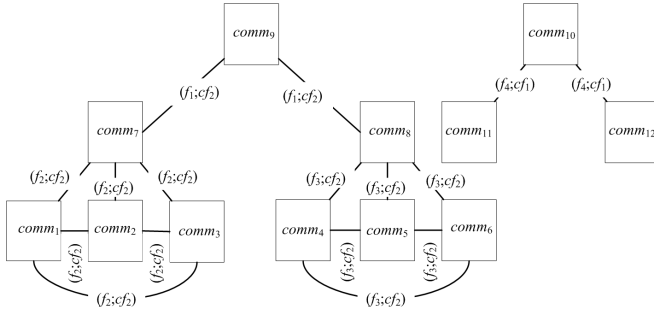 comm₉ comm₁₀
(f₁;cf₂) (f₁;cf₂) (f₄;cf₁) (f₄;cf₁)
comm₇ comm₈ comm₁₁ comm₁₂
(f₂;cf₂) (f₂;cf₂) (f₂;cf₂) (f₃;cf₂) (f₃;cf₂) (f₃;cf₂)
comm₁ comm₂ comm₃ comm₄ comm₅ comm₆
(f₂;cf₂) (f₂;cf₂) (f₃;cf₂) (f₃;cf₂)
(f₂;cf₂) (f₃;cf₂)